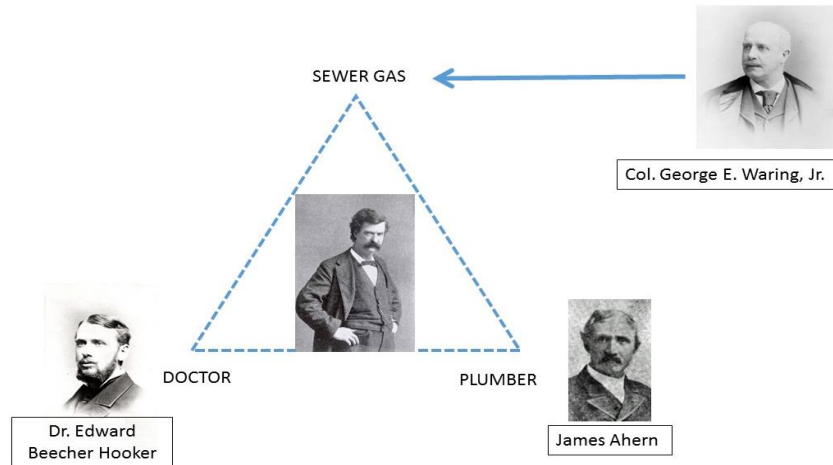 SEWER GAS
Col. George E. Waring, Jr.
DOCTOR
PLUMBER
Dr. Edward
Beecher Hooker
James Ahern